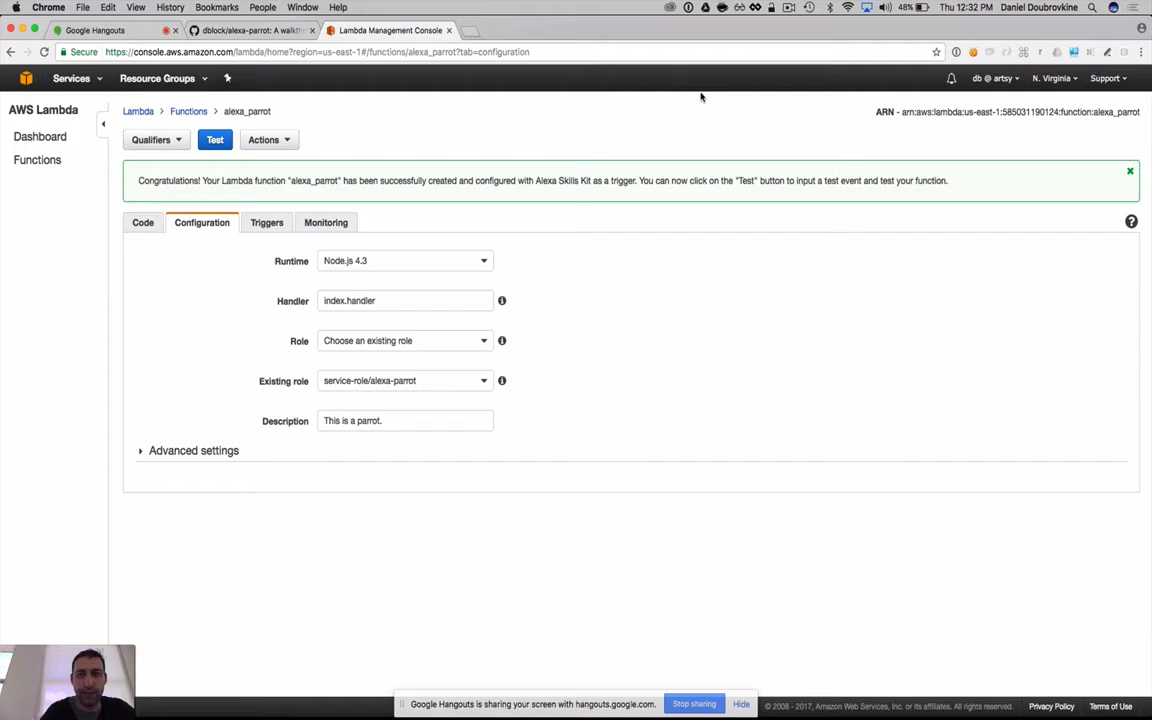 Chrome File Edit View History Bookmarks People Window Help 48% Thu 12:32 PM Daniel Doubrovkine
Google Hangouts dblock/alexa-parrot: A walkth Lambda Management Console
Secure https://console.aws.amazon.com/lambda/home?region=us-east-1#/functions/alexa_parrot?tab=configuration
Services Resource Groups db @ artsy N. Virginia Support
AWS Lambda
Dashboard
Functions
Lambda > Functions > alexa_parrot ARN - arn:aws:lambda:us-east-1:585031190124:function:alexa_parrot
Qualifiers Test Actions
Congratulations! Your Lambda function "alexa_parrot" has been successfully created and configured with Alexa Skills Kit as a trigger. You can now click on the "Test" button to input a test event and test your function.
Code Configuration Triggers Monitoring
Runtime Node.js 4.3
Handler index.handler
Role Choose an existing role
Existing role service-role/alexa-parrot
Description This is a parrot.
Advanced settings
Google Hangouts is sharing your screen with hangouts.google.com. Stop sharing Hide
© 2008 - 2017, Amazon Web Services, Inc. or its affiliates. All rights reserved. Privacy Policy Terms of Use